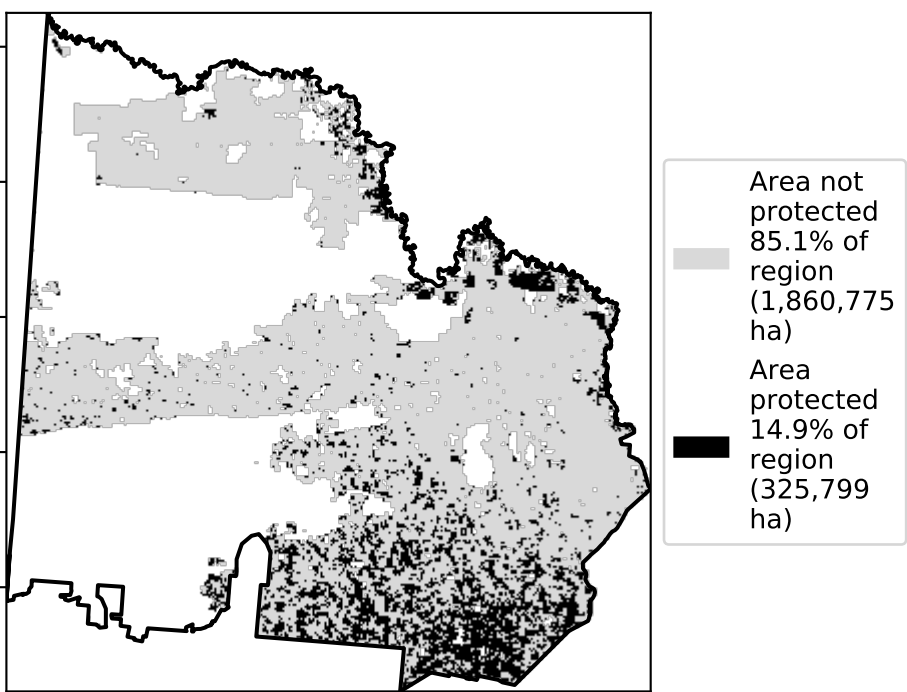 Area not
protected
85.1% of
region
(1,860,775
ha)
Area
protected
14.9% of
region
(325,799
ha)